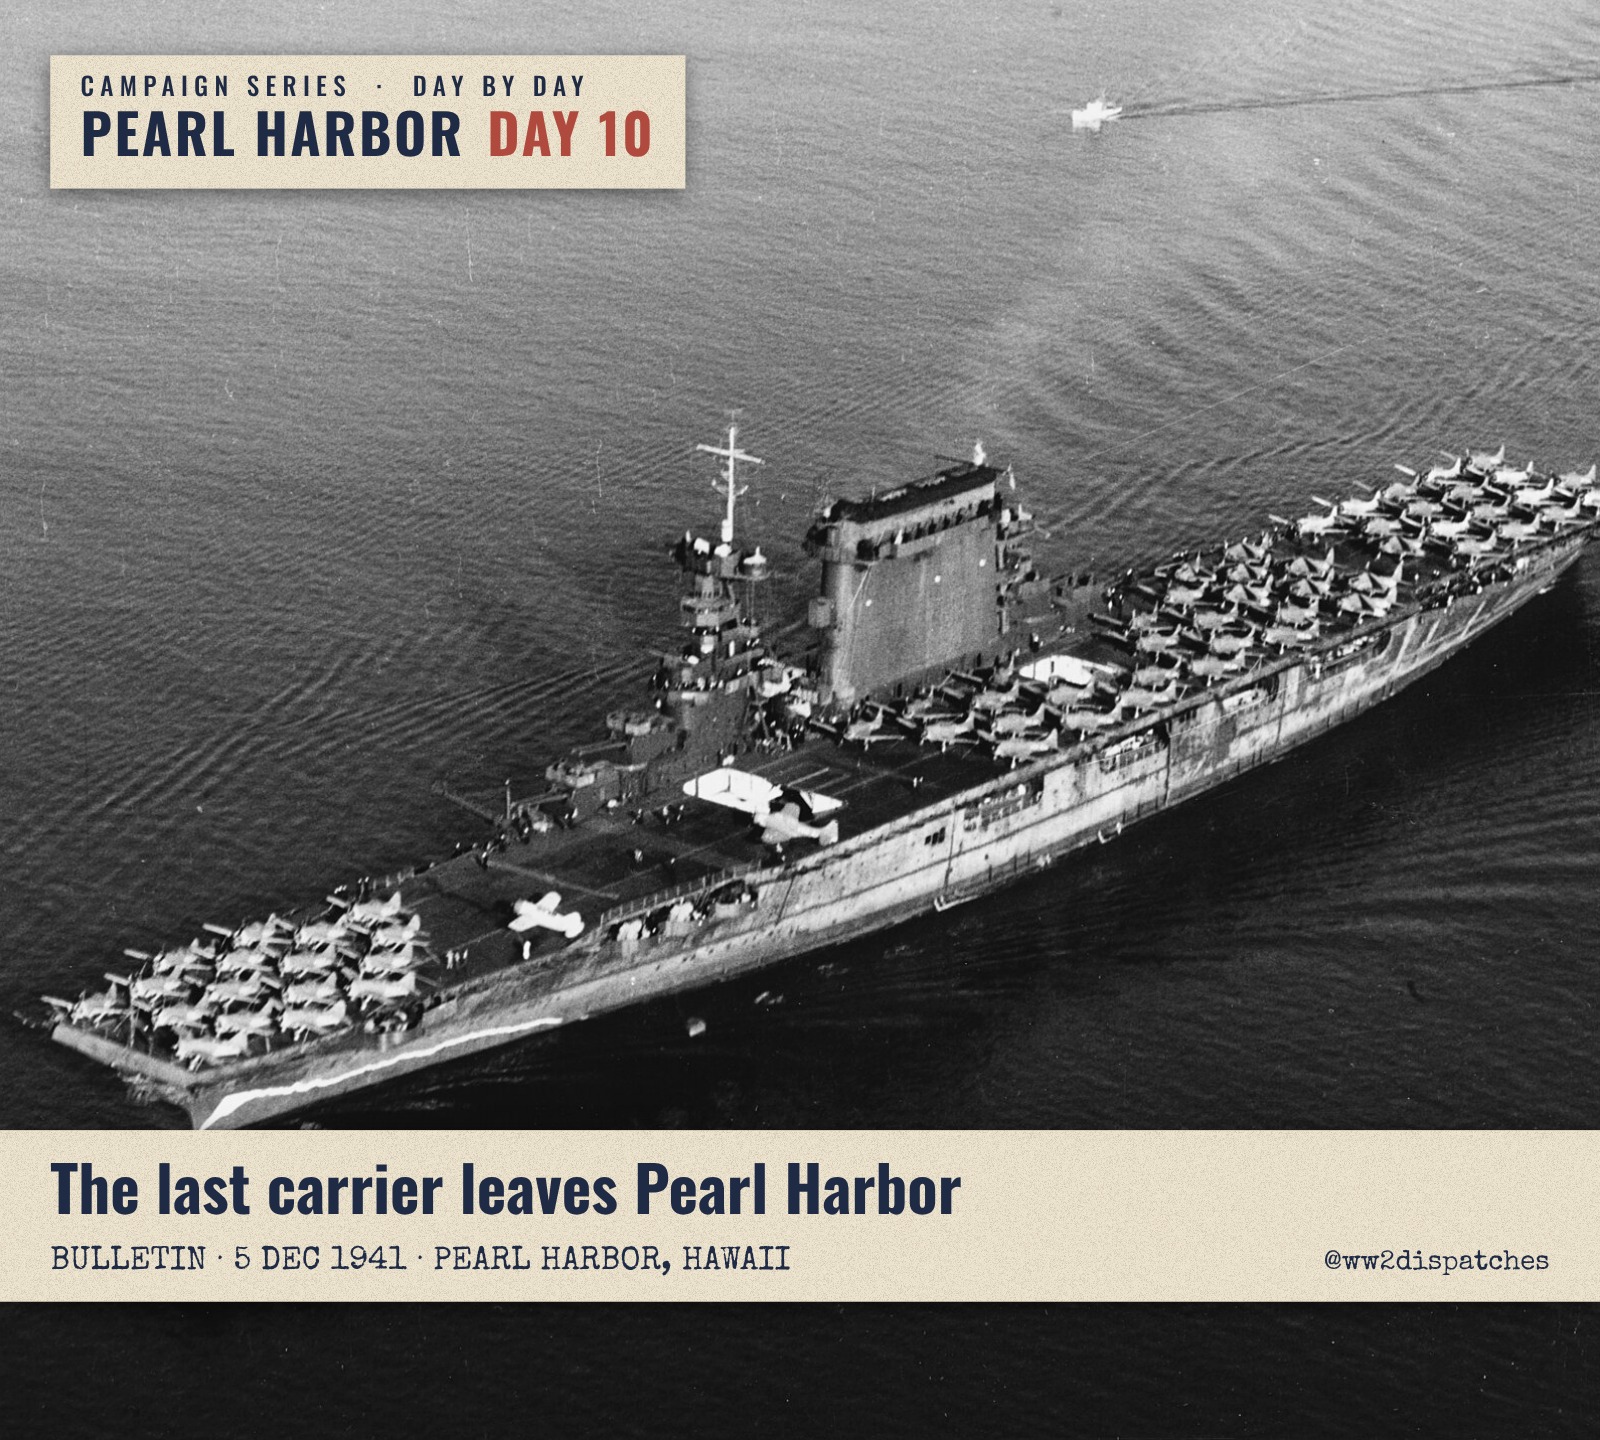 CAMPAIGN SERIES · DAY BY DAY
PEARL HARBOR DAY 10
The last carrier leaves Pearl Harbor
BULLETIN · 5 DEC 1941 · PEARL HARBOR, HAWAII
@ww2dispatches